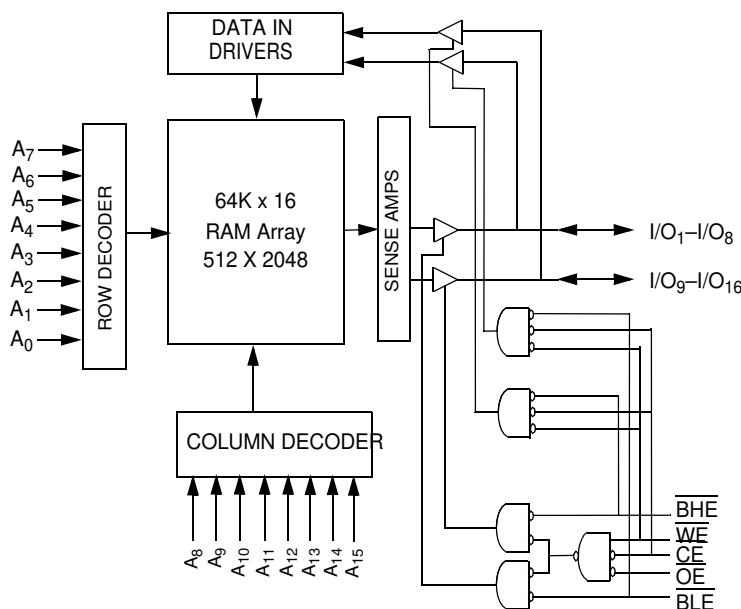 DATA IN
DRIVERS
A7
A6
A5
A4
A3
A2
A1
A0
ROW DECODER
64K x 16
RAM Array
512 X 2048
SENSE AMPS
I/O1–I/O8
I/O9–I/O16
COLUMN DECODER
A8
A9
A10
A11
A12
A13
A14
A15
BHE
WE
CE
OE
BLE